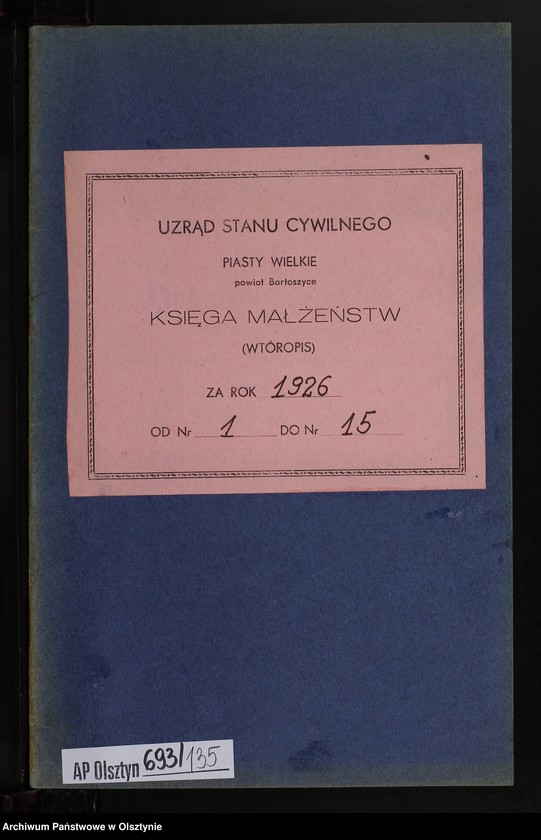 UZRĄD STANU CYWILNEGO
PIASTY WIELKIE
powiat Bartoszyce
KSIĘGA MAŁŻEŃSTW
(WTÓROPIS)
ZA ROK 1926
OD Nr 1 DO Nr 15
AP Olsztyn 693/135
Archiwum Państwowe w Olsztynie